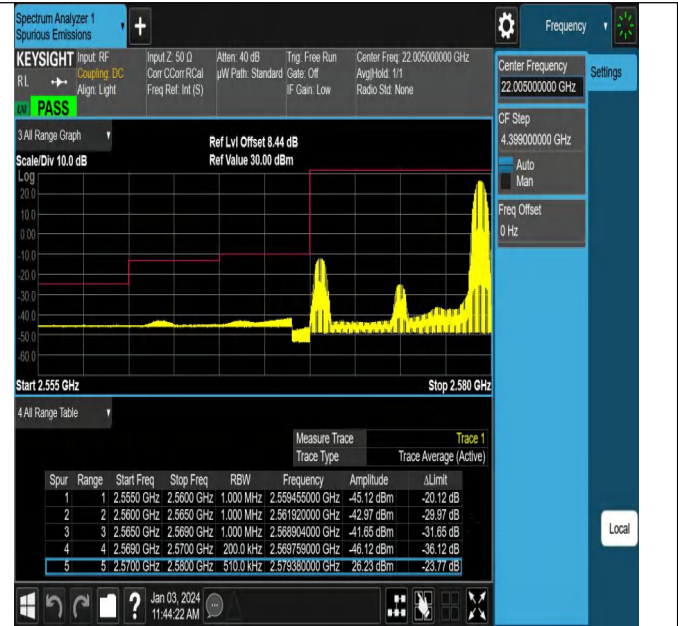 Spectrum Analyzer 1
Spurious Emissions
+
Frequency
KEYSIGHT Input: RF Input Z: 50 Ω Atten: 40 dB Trig: Free Run Center Freq: 22.005000000 GHz
RL Coupling: DC Corr CCorr RCal µW Path: Standard Gate: Off Avg|Hold: 1/1
Align: Light Freq Ref: Int (S) IF Gain: Low Radio Std: None
LXI PASS
Center Frequency
22.005000000 GHz
Settings
CF Step
4.399000000 GHz
Auto
Man
Freq Offset
0 Hz
3 All Range Graph
Ref Lvl Offset 8.44 dB
Scale/Div 10.0 dB Ref Value 30.00 dBm
Log
20.0
10.0
0.00
-10.0
-20.0
-30.0
-40.0
-50.0
-60.0
Start 2.555 GHz Stop 2.580 GHz
4 All Range Table
Measure Trace Trace 1
Trace Type Trace Average (Active)
Spur Range Start Freq Stop Freq RBW Frequency Amplitude ΔLimit
1 1 2.5550 GHz 2.5600 GHz 1.000 MHz 2.559455000 GHz -45.12 dBm -20.12 dB
2 2 2.5600 GHz 2.5650 GHz 1.000 MHz 2.561920000 GHz -42.97 dBm -29.97 dB
3 3 2.5650 GHz 2.5690 GHz 1.000 MHz 2.568904000 GHz -41.65 dBm -31.65 dB
4 4 2.5690 GHz 2.5700 GHz 200.0 kHz 2.569759000 GHz -46.12 dBm -36.12 dB
5 5 2.5700 GHz 2.5800 GHz 510.0 kHz 2.579380000 GHz 26.23 dBm -23.77 dB
Local
?
Jan 03, 2024
11:44:22 AM